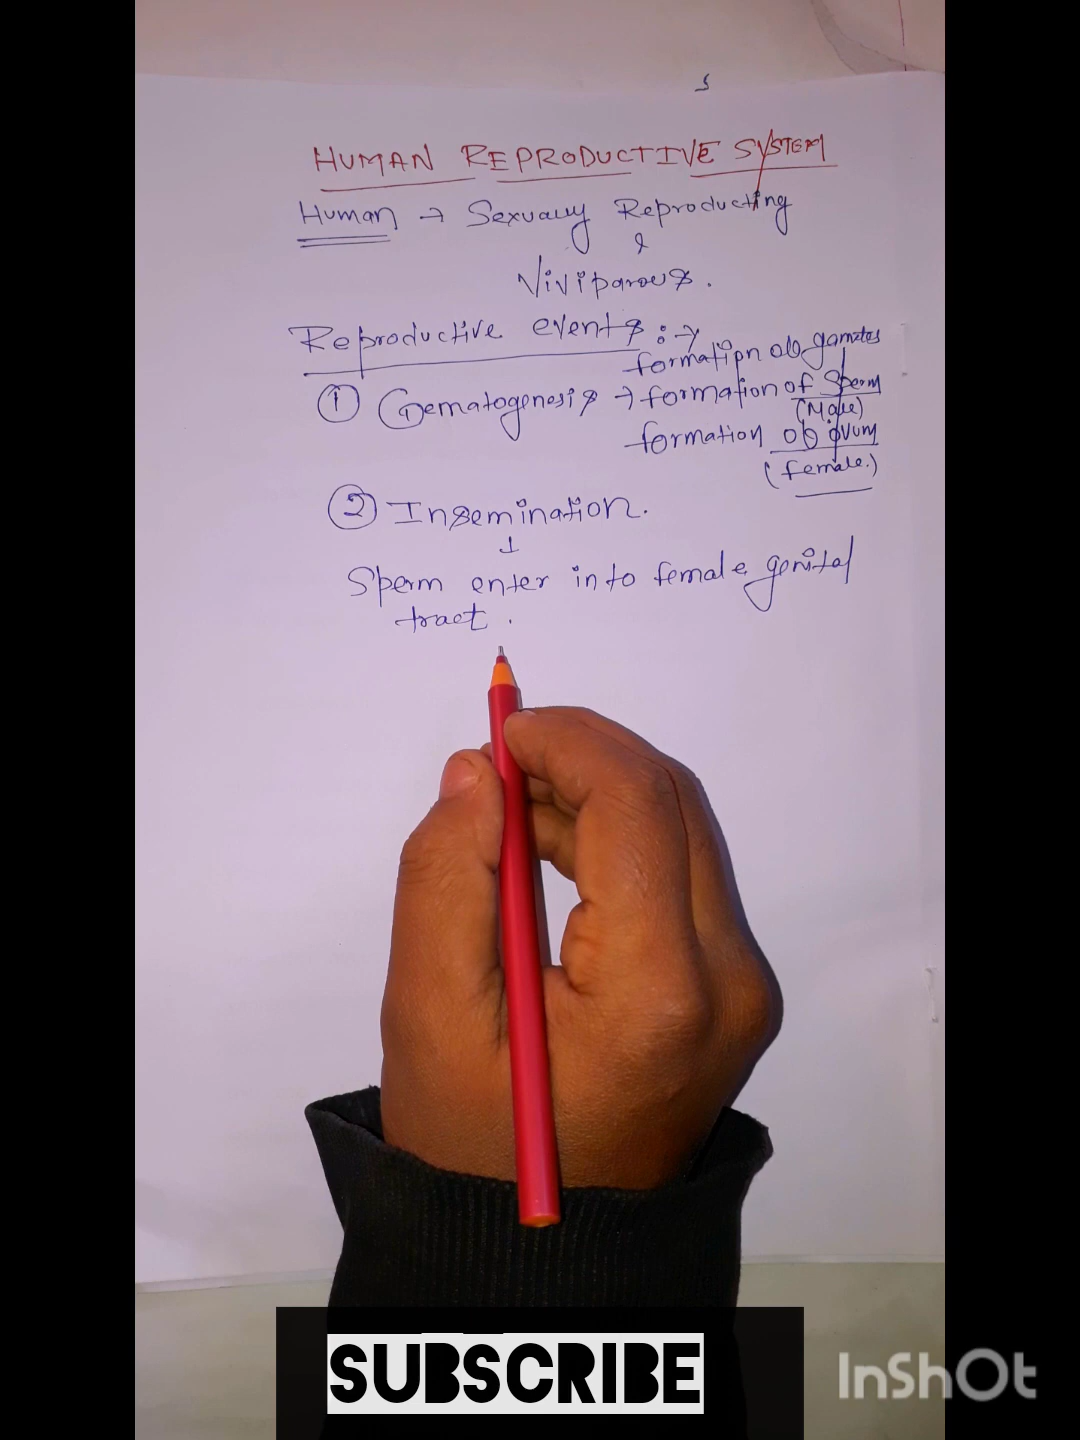 HUMAN REPRODUCTIVE SYSTEM
Human → Sexually Reproducting
&
Viviparous.
Reproductive events :→
formation of gametes
① Gematogenesis → formation of Sperm
(Male)
formation of ovum
(female.)
② Insemination.
↓
Sperm enter into female genital
tract.
SUBSCRIBE
InShOt